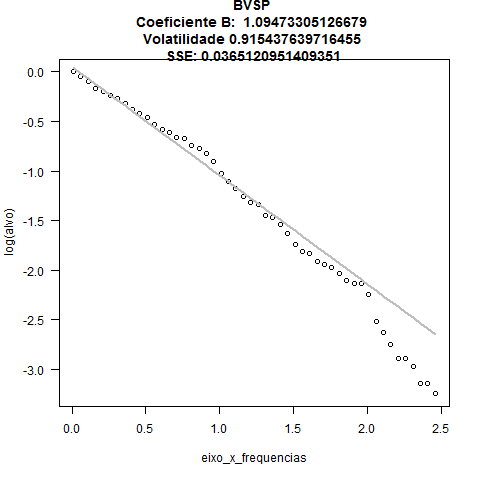 BVSP
Coeficiente B:  1.09473305126679
Volatilidade 0.915437639716455
SSE: 0.0365120951409351
log(alvo)
0.0
-0.5
-1.0
-1.5
-2.0
-2.5
-3.0
0.0
0.5
1.0
1.5
2.0
2.5
eixo_x_frequencias